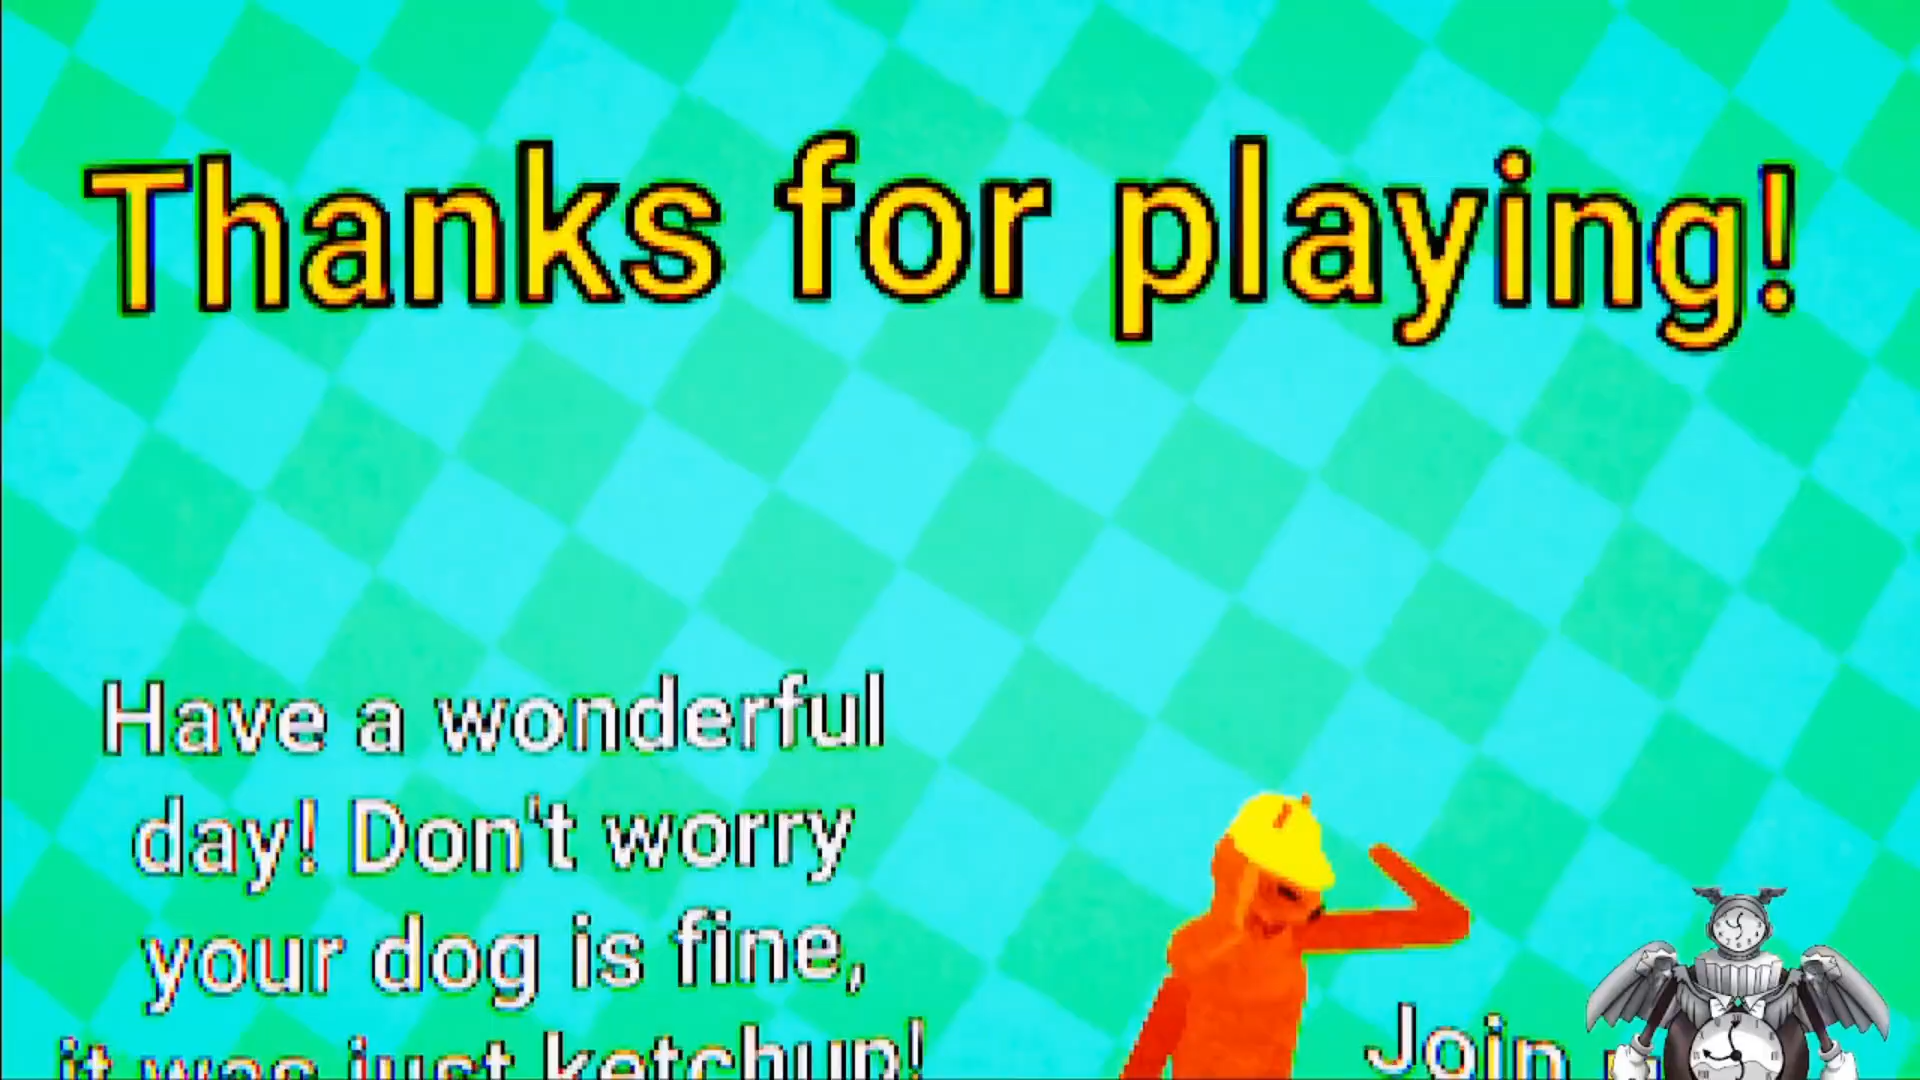 Thanks for playing!
Have a wonderful
day! Don't worry
your dog is fine,
it was just ketchup!
Join